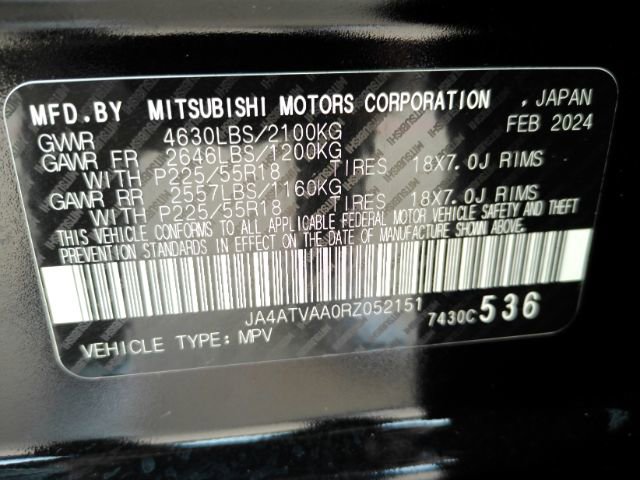 MFD.BY MITSUBISHI MOTORS CORPORATION , JAPAN
GVWR 4630LBS/2100KG FEB 2024
GAWR FR 2646LBS/1200KG
WITH P225/55R18 TIRES 18X7.0J RIMS
GAWR RR 2557LBS/1160KG
WITH P225/55R18 TIRES 18X7.0J RIMS
THIS VEHICLE CONFORMS TO ALL APPLICABLE FEDERAL MOTOR VEHICLE SAFETY AND THEFT
PREVENTION STANDARDS IN EFFECT ON THE DATE OF MANUFACTURE SHOWN ABOVE.
JA4ATVAA0RZ052151 7430C 536
VEHICLE TYPE: MPV